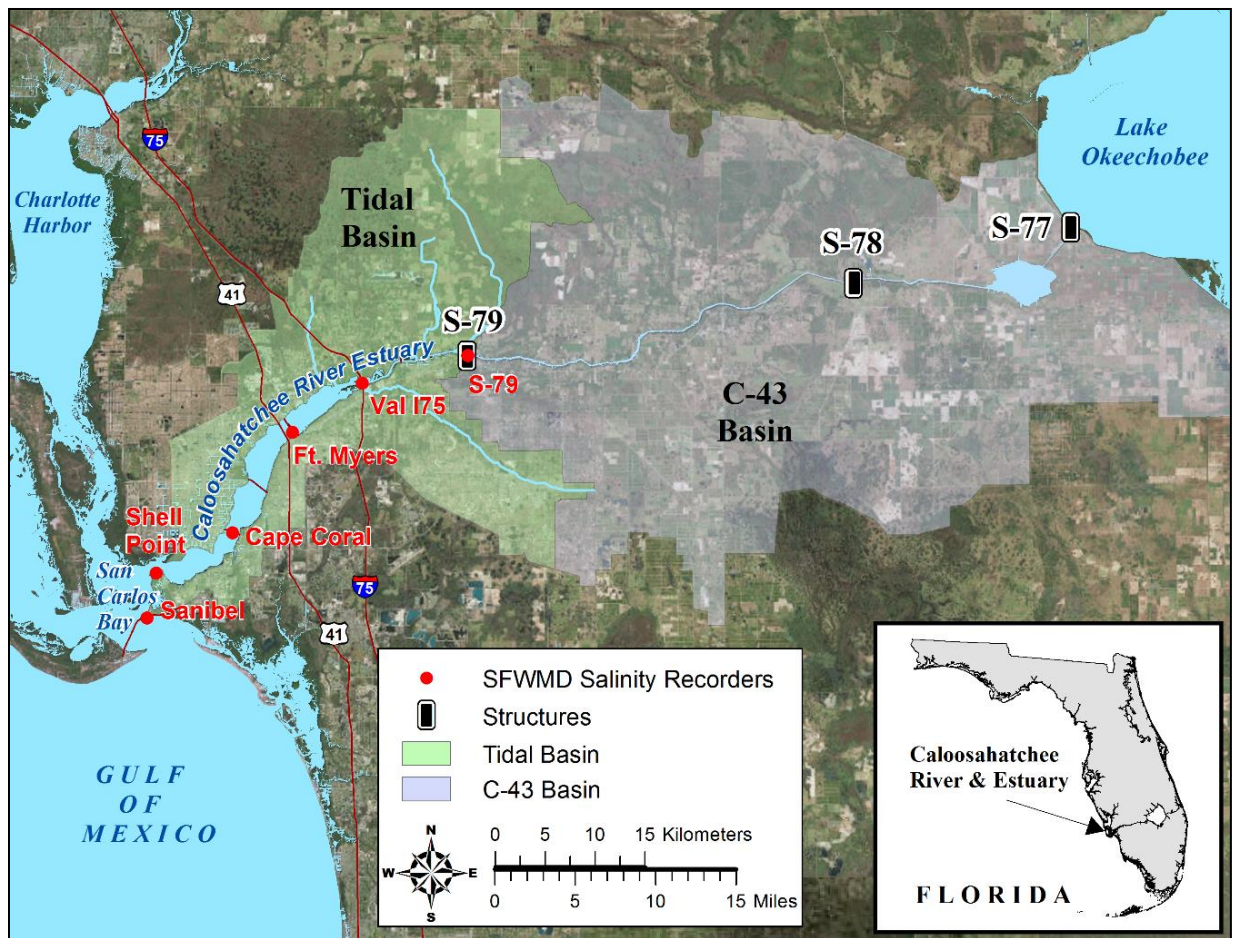 75
Lake
Okeechobee
Charlotte
Harbor
Tidal
Basin
S-77
S-78
41
S-79
S-79
Caloosahatchee River Estuary
Val I75
C-43
Basin
Ft. Myers
Shell
Point
Cape Coral
San
Carlos
Bay
Sanibel
75
41
GULF
OF
MEXICO
SFWMD Salinity Recorders
Structures
Tidal Basin
C-43 Basin
N
W
E
S
0 5 10 15 Kilometers
0 5 10 15 Miles
Caloosahatchee
River & Estuary
FLORIDA